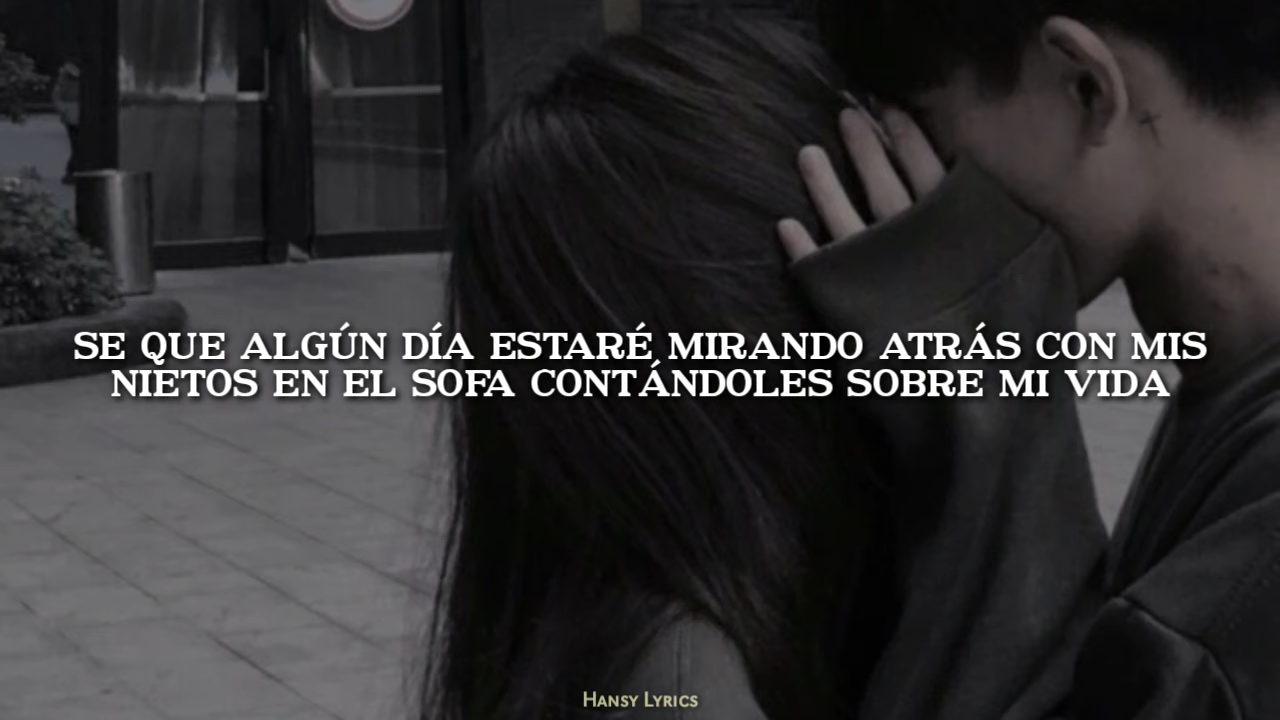 SE QUE ALGÚN DÍA ESTARÉ MIRANDO ATRÁS CON MIS
NIETOS EN EL SOFA CONTÁNDOLES SOBRE MI VIDA
Hansy Lyrics